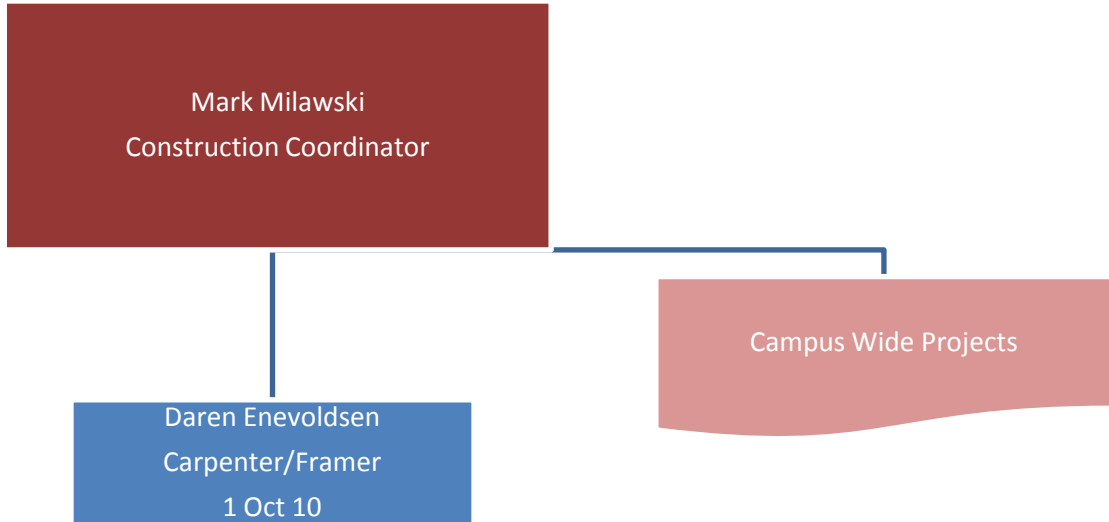 Mark Milawski
Construction Coordinator
Campus Wide Projects
Daren Enevoldsen
Carpenter/Framer
1 Oct 10